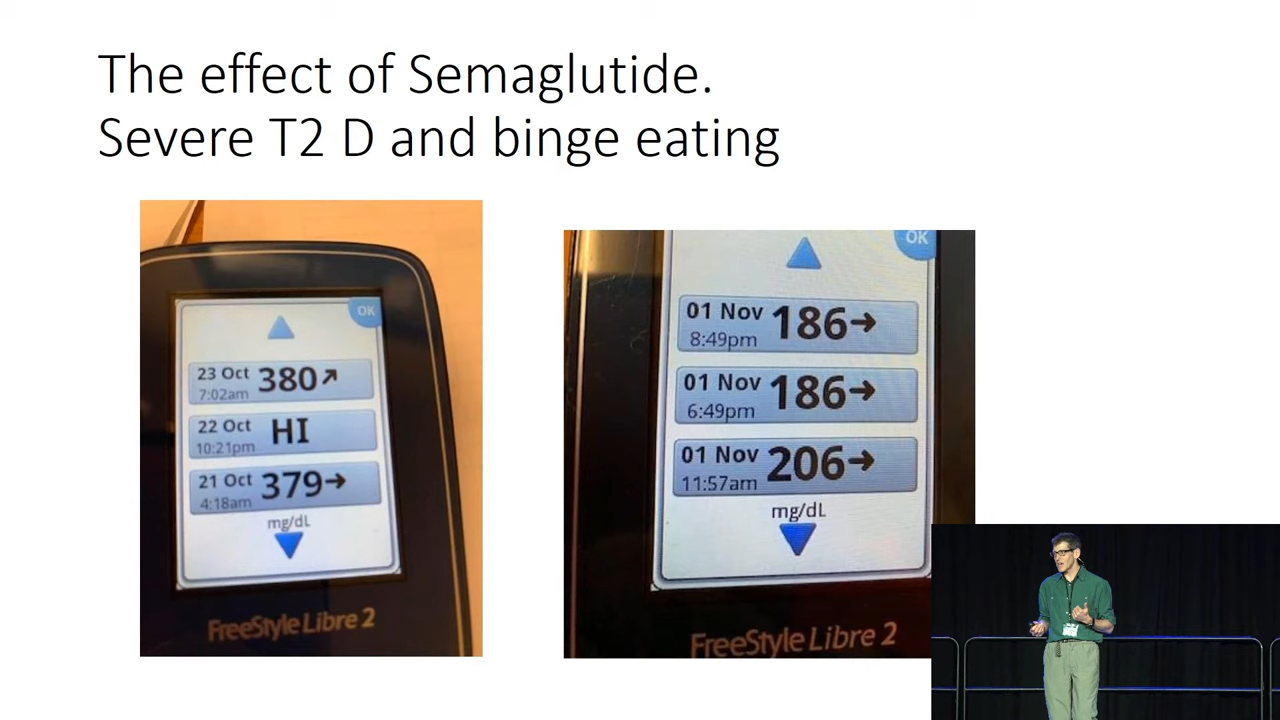 The effect of Semaglutide.
Severe T2 D and binge eating
OK
23 Oct 380↗
7:02am
22 Oct HI
10:21pm
21 Oct 379→
4:18am
mg/dL
FreeStyle Libre 2
OK
01 Nov 186→
8:49pm
01 Nov 186→
6:49pm
01 Nov 206→
11:57am
mg/dL
FreeStyle Libre 2